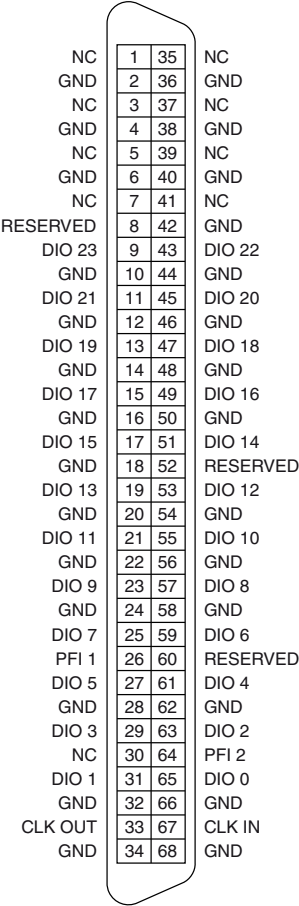 NC 1 35 NC
GND 2 36 GND
NC 3 37 NC
GND 4 38 GND
NC 5 39 NC
GND 6 40 GND
NC 7 41 NC
RESERVED 8 42 GND
DIO 23 9 43 DIO 22
GND 10 44 GND
DIO 21 11 45 DIO 20
GND 12 46 GND
DIO 19 13 47 DIO 18
GND 14 48 GND
DIO 17 15 49 DIO 16
GND 16 50 GND
DIO 15 17 51 DIO 14
GND 18 52 RESERVED
DIO 13 19 53 DIO 12
GND 20 54 GND
DIO 11 21 55 DIO 10
GND 22 56 GND
DIO 9 23 57 DIO 8
GND 24 58 GND
DIO 7 25 59 DIO 6
PFI 1 26 60 RESERVED
DIO 5 27 61 DIO 4
GND 28 62 GND
DIO 3 29 63 DIO 2
NC 30 64 PFI 2
DIO 1 31 65 DIO 0
GND 32 66 GND
CLK OUT 33 67 CLK IN
GND 34 68 GND